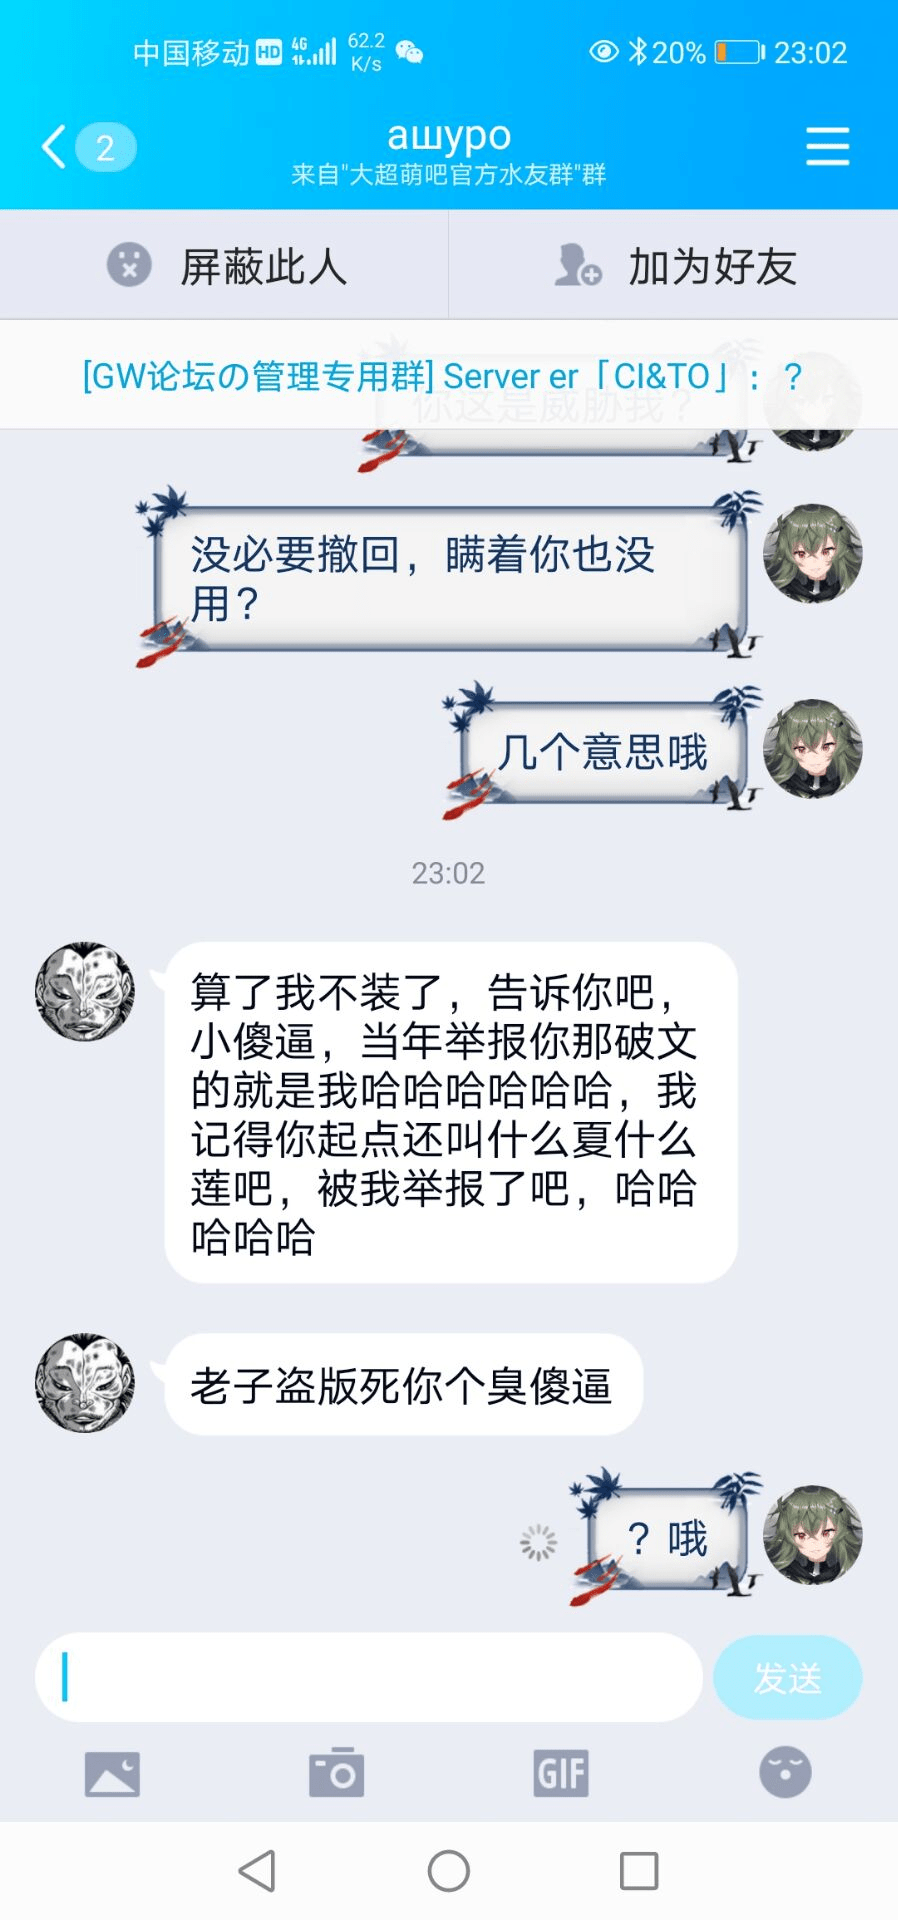 中国移动 HD 4G 62.2 K/s 20% 23:02
2
ашуро
来自"大超萌吧官方水友群"群
屏蔽此人
加为好友
[GW论坛の管理专用群] Server er「CI&TO」：？
你这是威胁我？
没必要撤回，瞒着你也没
用？
几个意思哦
23:02
算了我不装了，告诉你吧，
小傻逼，当年举报你那破文
的就是我哈哈哈哈哈哈，我
记得你起点还叫什么夏什么
莲吧，被我举报了吧，哈哈
哈哈哈
老子盗版死你个臭傻逼
？哦
发送
GIF